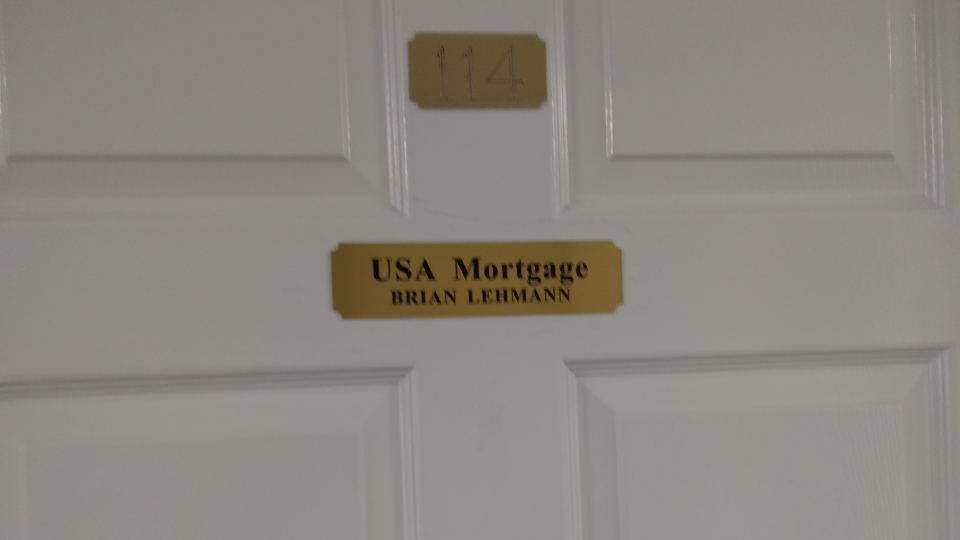 114
USA Mortgage
BRIAN LEHMANN